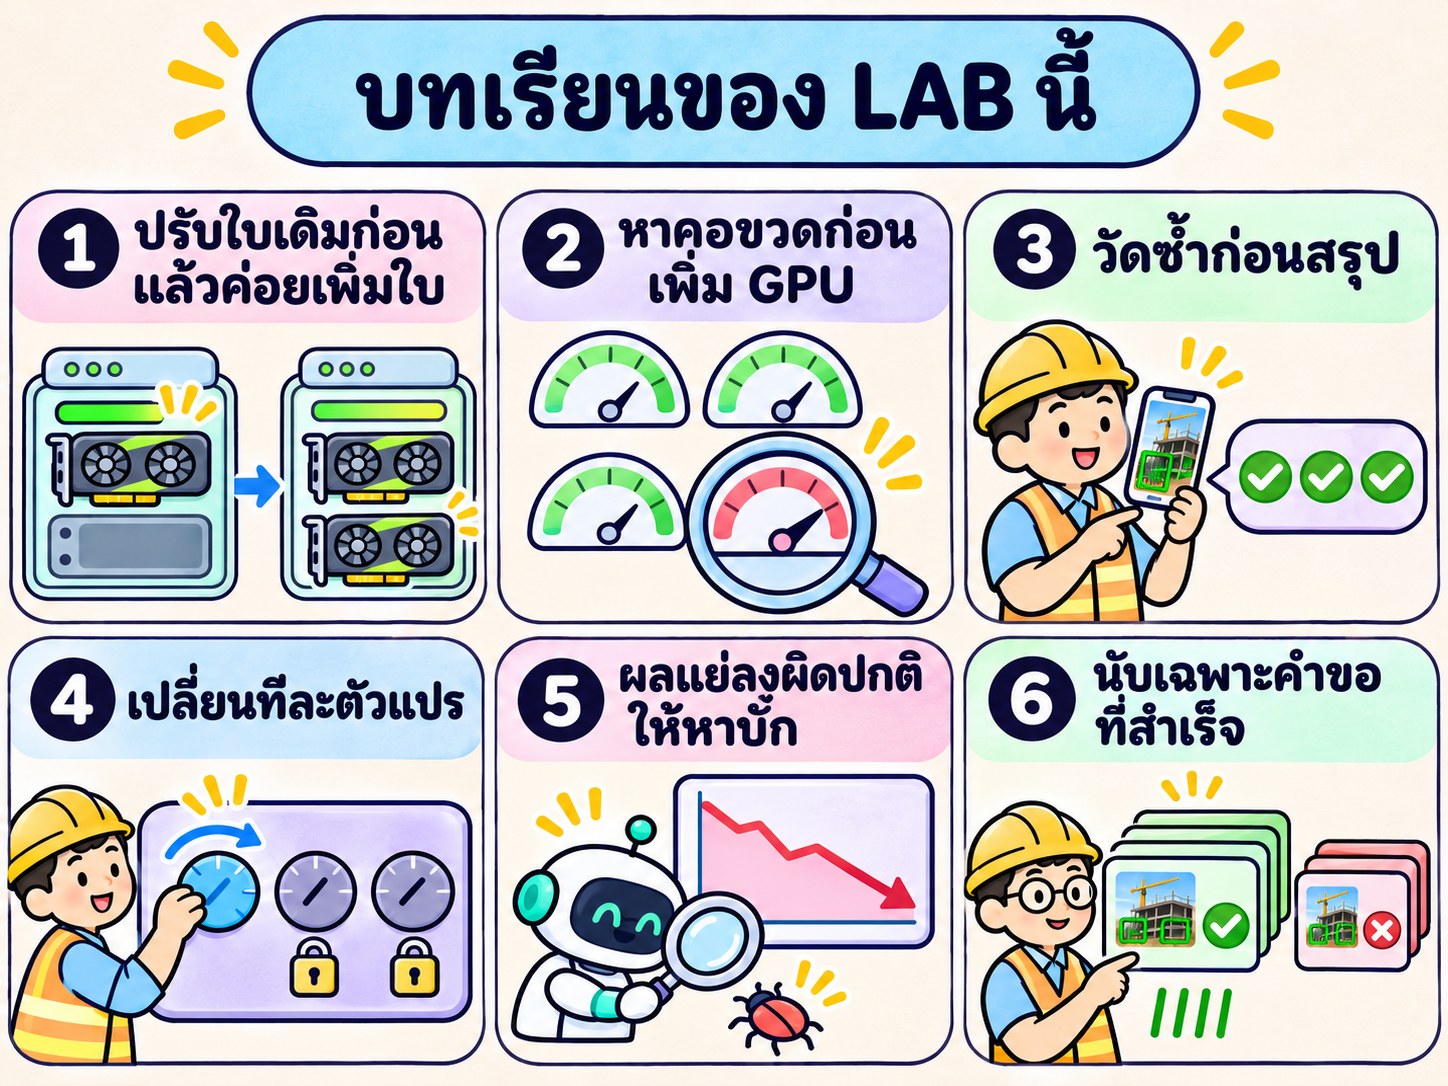 บทเรียนของ LAB นี้
1 ปรับใบเดิมก่อน
แล้วค่อยเพิ่มใบ
2 หาคอขวดก่อน
เพิ่ม GPU
3 วัดซ้ำก่อนสรุป
4 เปลี่ยนทีละตัวแปร
5 ผลแย่ลงผิดปกติ
ให้หาบั๊ก
6 นับเฉพาะคำขอ
ที่สำเร็จ